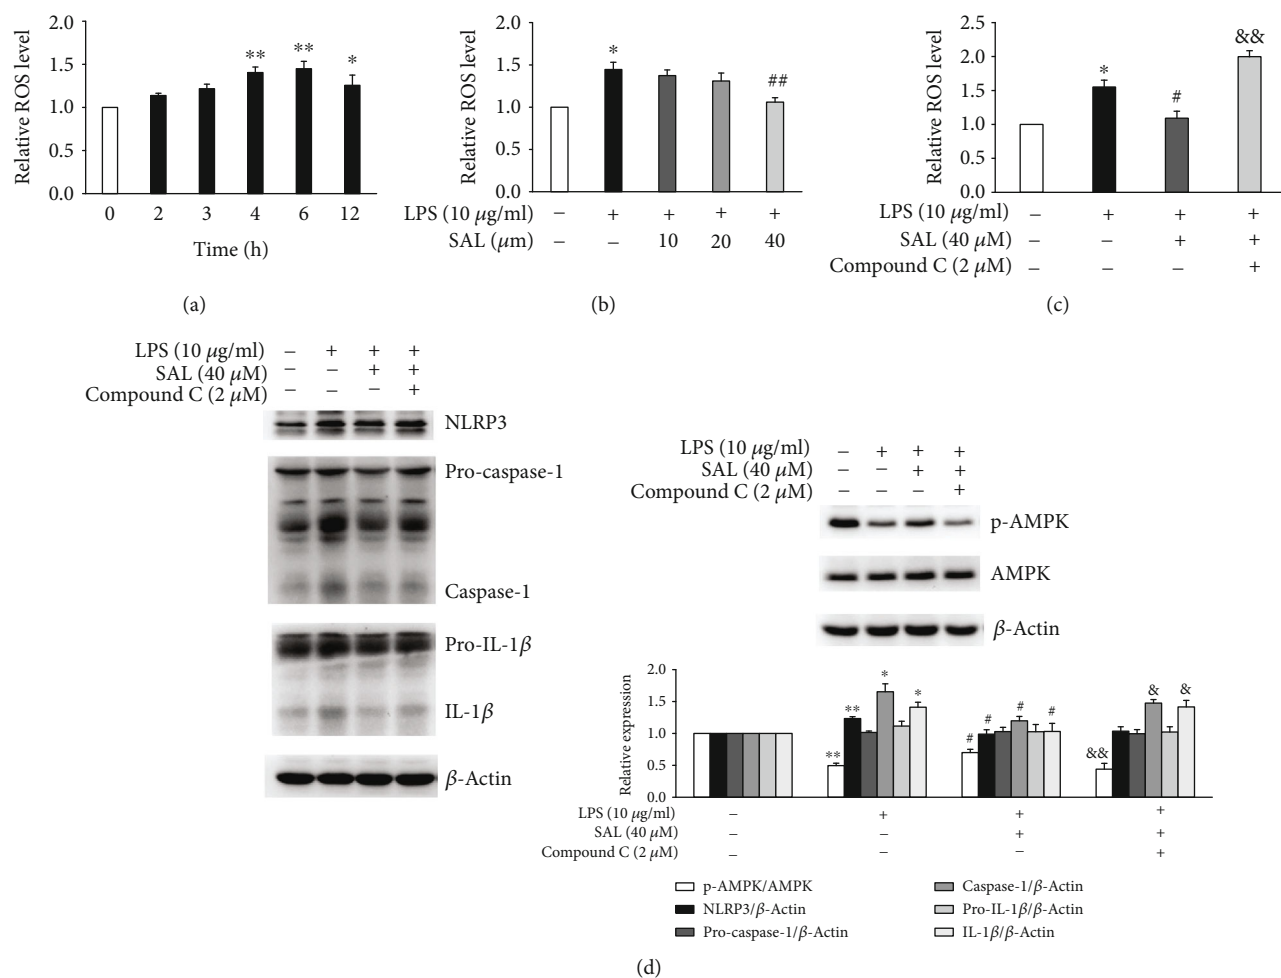 Relative ROS level
2.0
1.5
1.0
0.5
0.0
** ** *
0 2 3 4 6 12
Time (h)
(a)
Relative ROS level
2.0
1.5
1.0
0.5
0.0
* ##
LPS (10 μg/ml) – + + + +
SAL (μm) – – 10 20 40
(b)
Relative ROS level
2.5
2.0
1.5
1.0
0.5
0.0
* # &&
LPS (10 μg/ml) – + + +
SAL (40 μM) – – + +
Compound C (2 μM) – – – +
(c)
LPS (10 μg/ml) – + + +
SAL (40 μM) – – + +
Compound C (2 μM) – – – +
NLRP3
Pro-caspase-1
Caspase-1
Pro-IL-1β
IL-1β
β-Actin
LPS (10 μg/ml) – + + +
SAL (40 μM) – – + +
Compound C (2 μM) – – – +
p-AMPK
AMPK
β-Actin
Relative expression
2.0
1.5
1.0
0.5
0.0
** ** * * # # # # && & &
LPS (10 μg/ml) – + + +
SAL (40 μM) – – + +
Compound C (2 μM) – – – +
p-AMPK/AMPK
NLRP3/β-Actin
Pro-caspase-1/β-Actin
Caspase-1/β-Actin
Pro-IL-1β/β-Actin
IL-1β/β-Actin
(d)